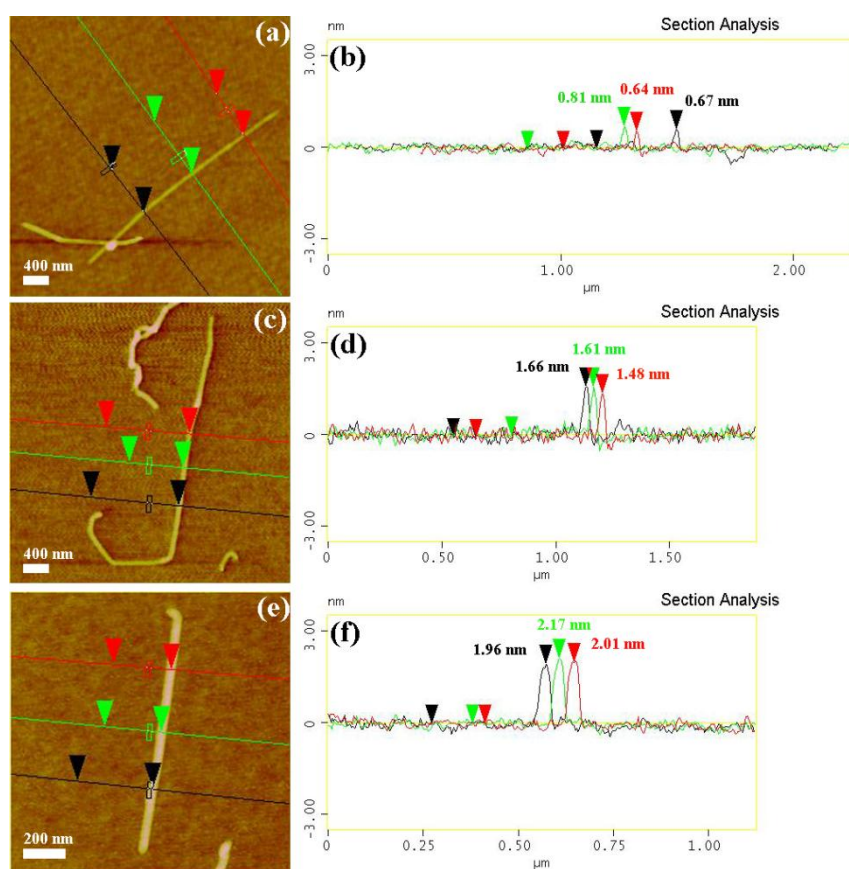 (a)
400 nm
nm
Section Analysis
(b)
3.00
0
-3.00
0.81 nm
0.64 nm
0.67 nm
0
1.00
2.00
µm
(c)
400 nm
nm
Section Analysis
(d)
3.00
0
-3.00
1.66 nm
1.61 nm
1.48 nm
0
0.50
1.00
1.50
µm
(e)
200 nm
nm
Section Analysis
(f)
3.00
0
-3.00
1.96 nm
2.17 nm
2.01 nm
0
0.25
0.50
0.75
1.00
µm